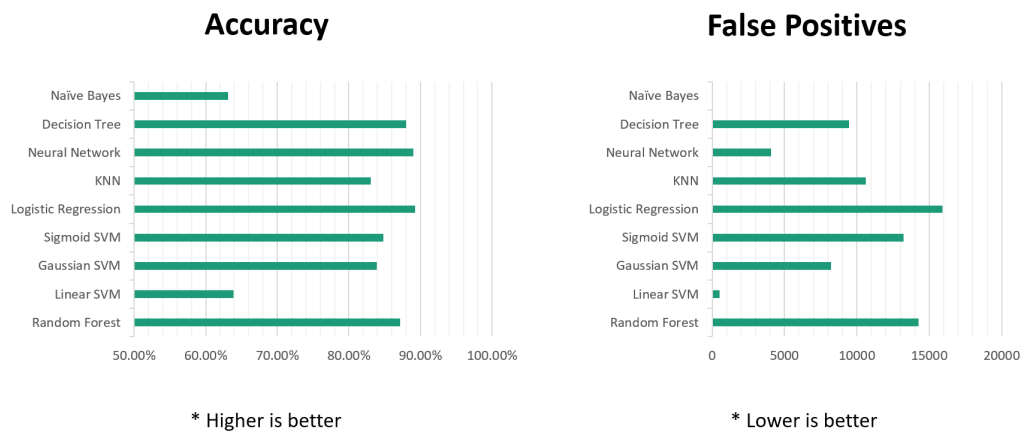 Accuracy
Naïve Bayes
Decision Tree
Neural Network
KNN
Logistic Regression
Sigmoid SVM
Gaussian SVM
Linear SVM
Random Forest
50.00% 60.00% 70.00% 80.00% 90.00% 100.00%
* Higher is better
False Positives
Naïve Bayes
Decision Tree
Neural Network
KNN
Logistic Regression
Sigmoid SVM
Gaussian SVM
Linear SVM
Random Forest
0 5000 10000 15000 20000
* Lower is better